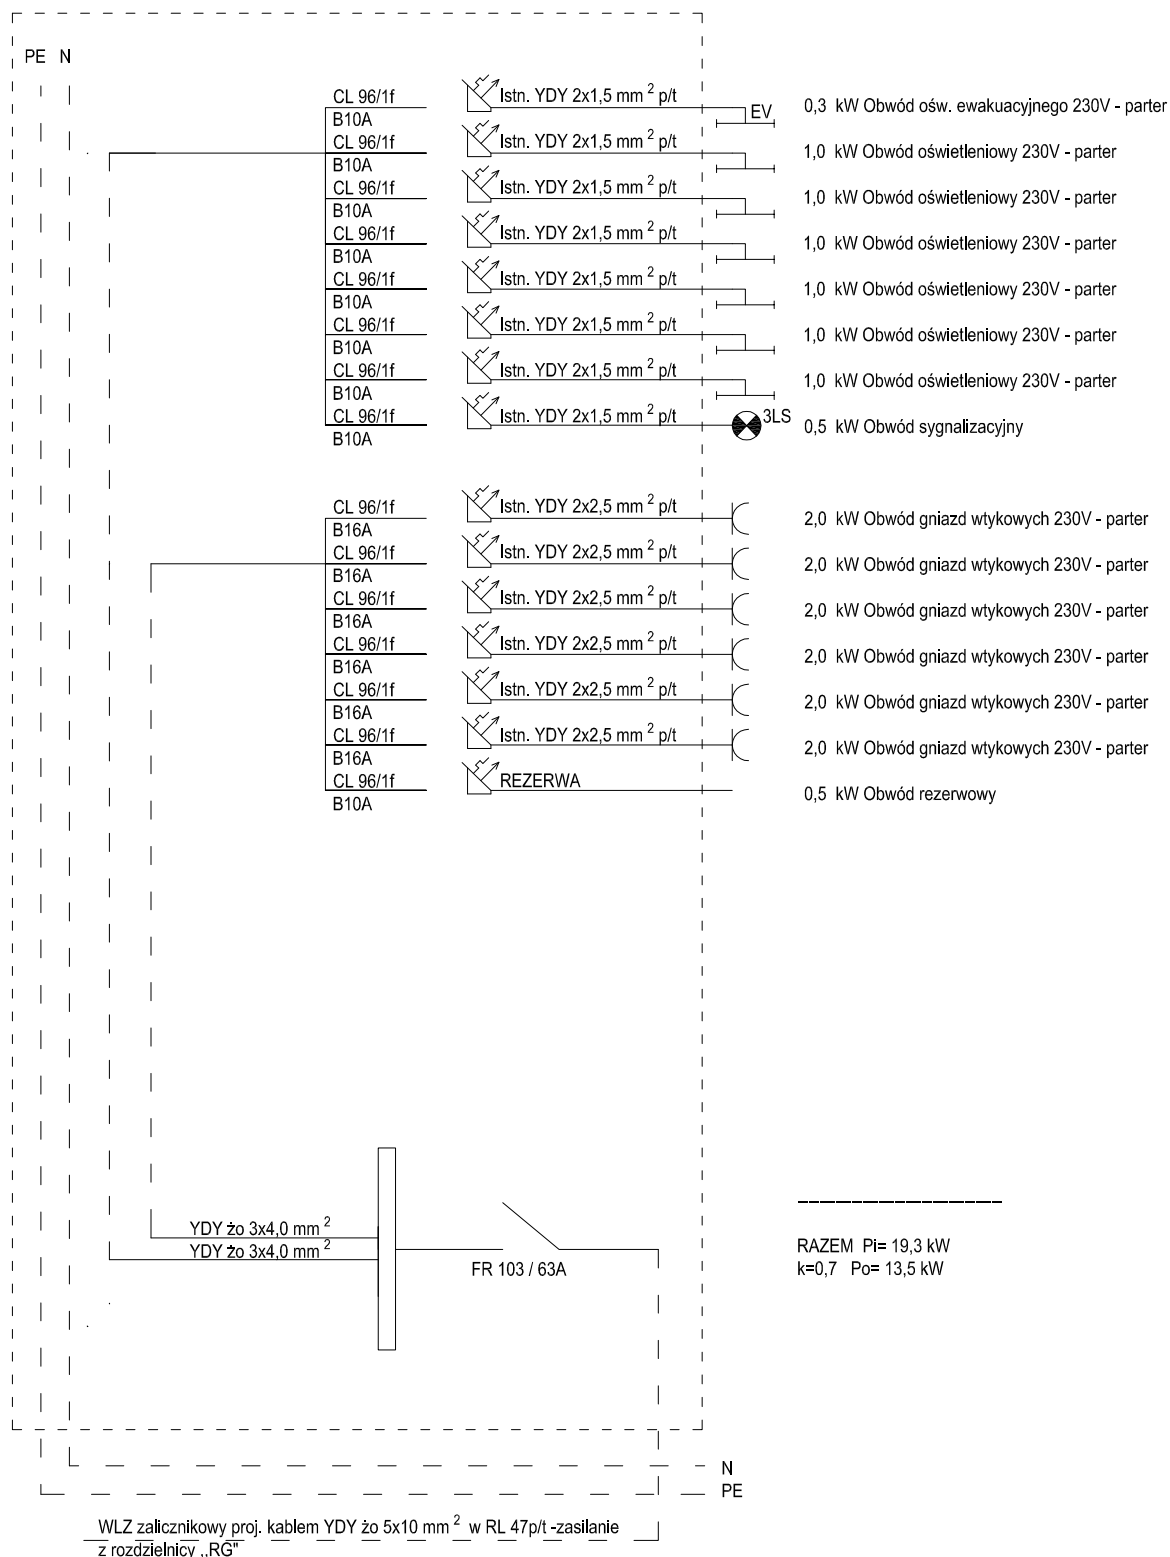 PE N
CL 96/1f Istn. YDY 2x1,5 mm 2 p/t EV 0,3 kW Obwód ośw. ewakuacyjnego 230V - parter
B10A
CL 96/1f Istn. YDY 2x1,5 mm 2 p/t 1,0 kW Obwód oświetleniowy 230V - parter
B10A
CL 96/1f Istn. YDY 2x1,5 mm 2 p/t 1,0 kW Obwód oświetleniowy 230V - parter
B10A
CL 96/1f Istn. YDY 2x1,5 mm 2 p/t 1,0 kW Obwód oświetleniowy 230V - parter
B10A
CL 96/1f Istn. YDY 2x1,5 mm 2 p/t 1,0 kW Obwód oświetleniowy 230V - parter
B10A
CL 96/1f Istn. YDY 2x1,5 mm 2 p/t 1,0 kW Obwód oświetleniowy 230V - parter
B10A
CL 96/1f Istn. YDY 2x1,5 mm 2 p/t 1,0 kW Obwód oświetleniowy 230V - parter
B10A
CL 96/1f Istn. YDY 2x1,5 mm 2 p/t 3LS 0,5 kW Obwód sygnalizacyjny
B10A
CL 96/1f Istn. YDY 2x2,5 mm 2 p/t 2,0 kW Obwód gniazd wtykowych 230V - parter
B16A
CL 96/1f Istn. YDY 2x2,5 mm 2 p/t 2,0 kW Obwód gniazd wtykowych 230V - parter
B16A
CL 96/1f Istn. YDY 2x2,5 mm 2 p/t 2,0 kW Obwód gniazd wtykowych 230V - parter
B16A
CL 96/1f Istn. YDY 2x2,5 mm 2 p/t 2,0 kW Obwód gniazd wtykowych 230V - parter
B16A
CL 96/1f Istn. YDY 2x2,5 mm 2 p/t 2,0 kW Obwód gniazd wtykowych 230V - parter
B16A
CL 96/1f Istn. YDY 2x2,5 mm 2 p/t 2,0 kW Obwód gniazd wtykowych 230V - parter
B16A
CL 96/1f REZERWA 0,5 kW Obwód rezerwowy
B10A
YDY żo 3x4,0 mm 2
YDY żo 3x4,0 mm 2
FR 103 / 63A
RAZEM Pi= 19,3 kW
k=0,7 Po= 13,5 kW
N
PE
WLZ zalicznikowy proj. kablem YDY żo 5x10 mm 2 w RL 47p/t -zasilanie
z rozdzielnicy ,,RG"